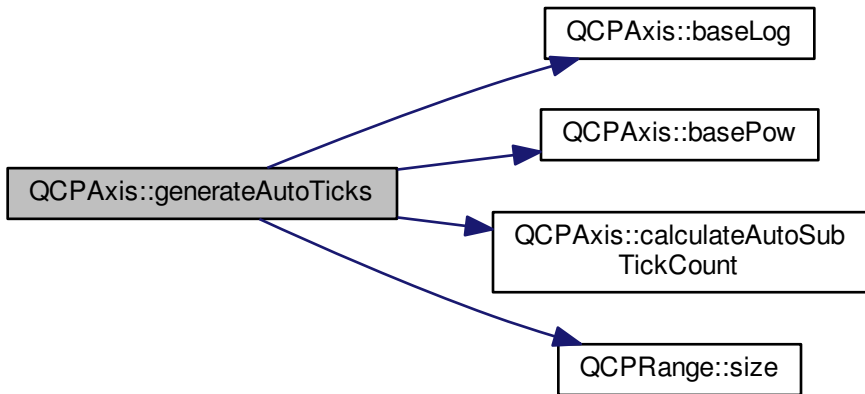 QCPAxis::baseLog
QCPAxis::basePow
QCPAxis::generateAutoTicks
QCPAxis::calculateAutoSub
TickCount
QCPRange::size